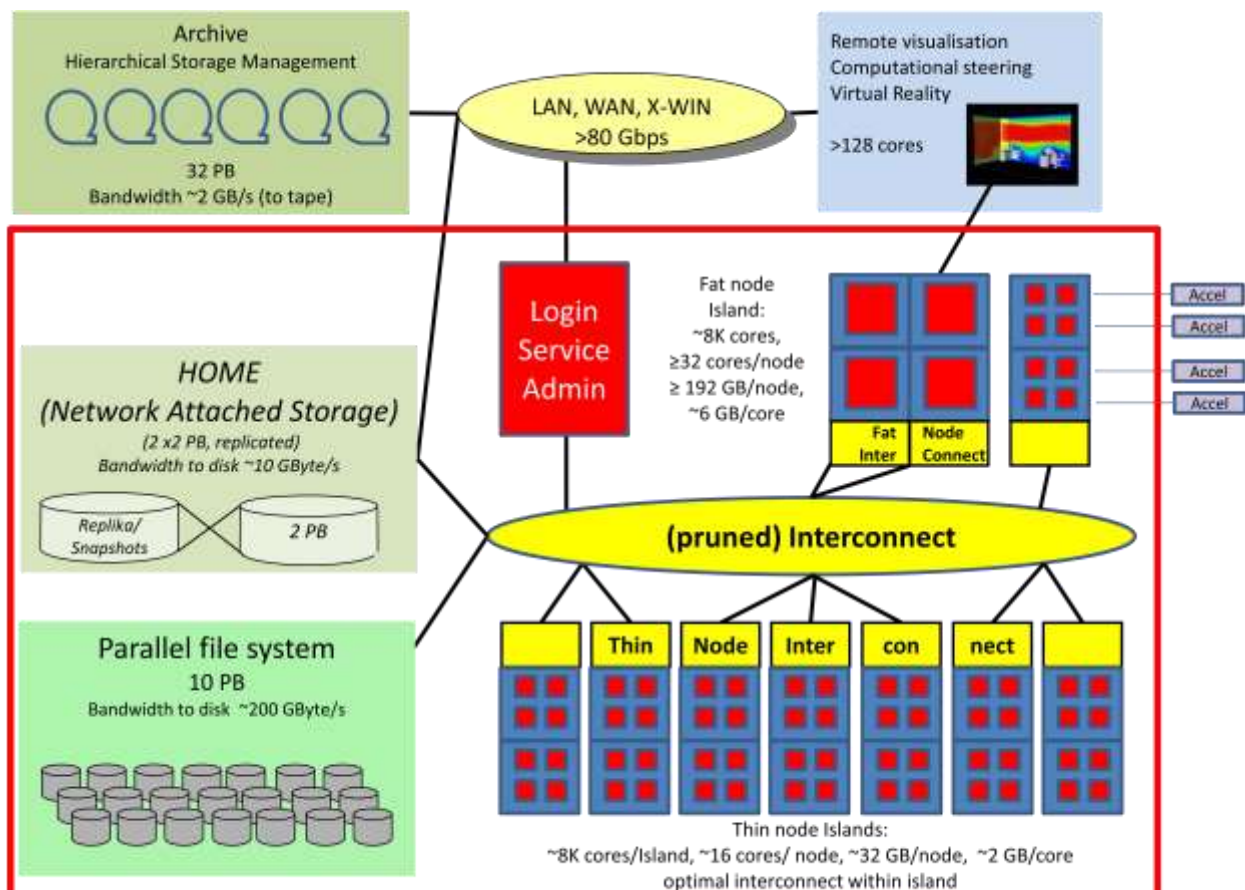 Archive
Hierarchical Storage Management
32 PB
Bandwidth ~2 GB/s (to tape)
LAN, WAN, X-WIN
>80 Gbps
Remote visualisation
Computational steering
Virtual Reality
>128 cores
HOME
(Network Attached Storage)
(2 x2 PB, replicated)
Bandwidth to disk ~10 GByte/s
Replika/
Snapshots
2 PB
Login
Service
Admin
Fat node
Island:
~8K cores,
≥32 cores/node
≥ 192 GB/node,
~6 GB/core
Fat
Inter
Node
Connect
Accel
Accel
Accel
Accel
(pruned) Interconnect
Parallel file system
10 PB
Bandwidth to disk ~200 GByte/s
Thin
Node
Inter
con
nect
Thin node Islands:
~8K cores/Island, ~16 cores/ node, ~32 GB/node, ~2 GB/core
optimal interconnect within island